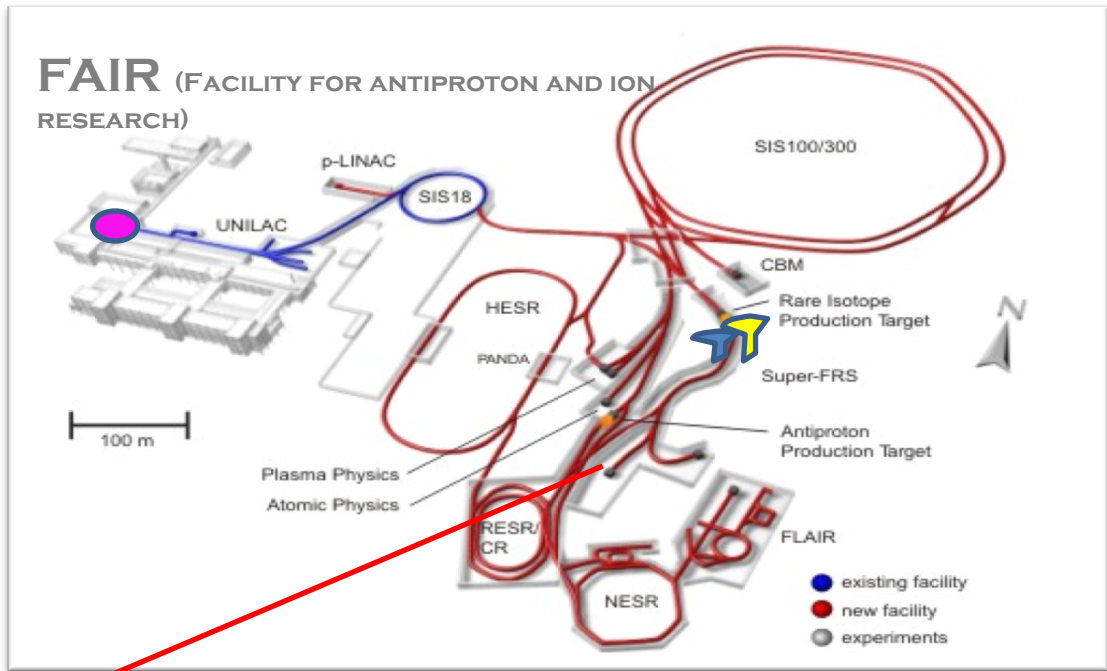 FAIR (FACILITY FOR ANTIPROTON AND ION
RESEARCH)
p-LINAC
SIS18
SIS100/300
UNILAC
CBM
HESR
Rare Isotope
Production Target
N
PANDA
Super-FRS
100 m
Antiproton
Production Target
Plasma Physics
Atomic Physics
RESR/
CR
FLAIR
NESR
existing facility
new facility
experiments